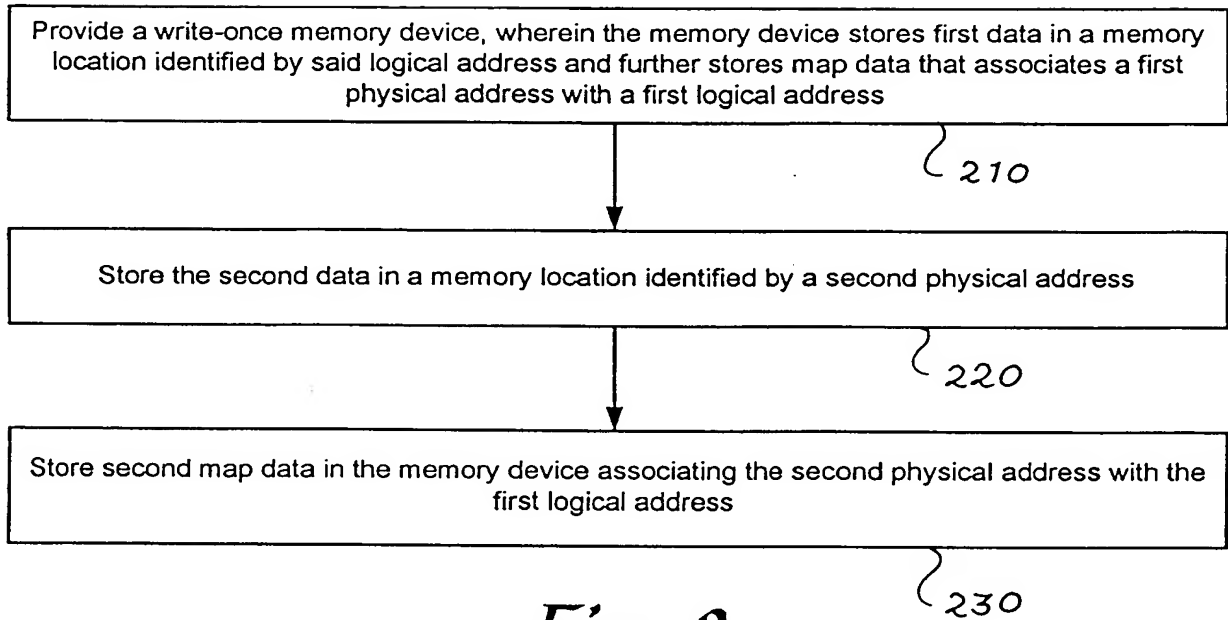 Provide a write-once memory device, wherein the memory device stores first data in a memory
location identified by said logical address and further stores map data that associates a first
physical address with a first logical address
210
Store the second data in a memory location identified by a second physical address
220
Store second map data in the memory device associating the second physical address with the
first logical address
230